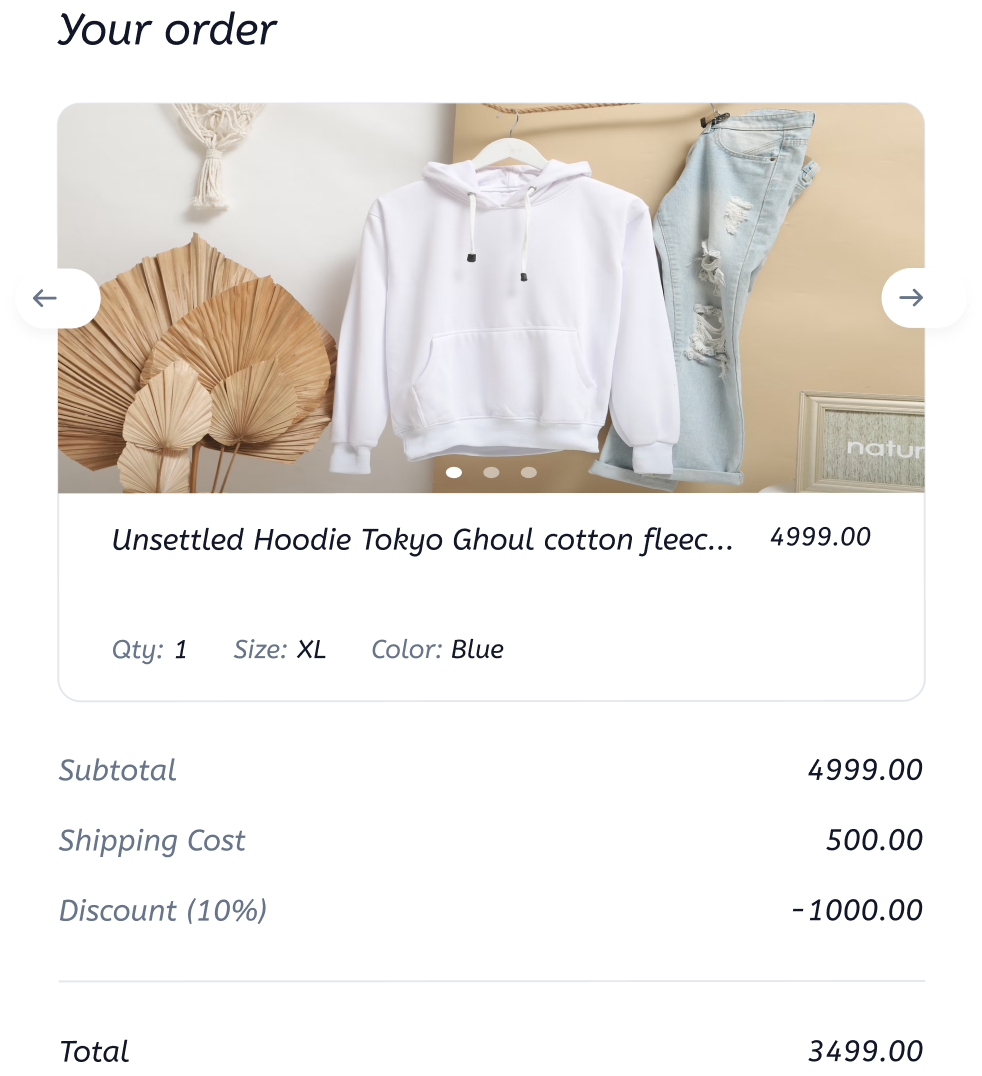 Your order
natur
Unsettled Hoodie Tokyo Ghoul cotton fleec... 4999.00
Qty: 1 Size: XL Color: Blue
Subtotal 4999.00
Shipping Cost 500.00
Discount (10%) -1000.00
Total 3499.00